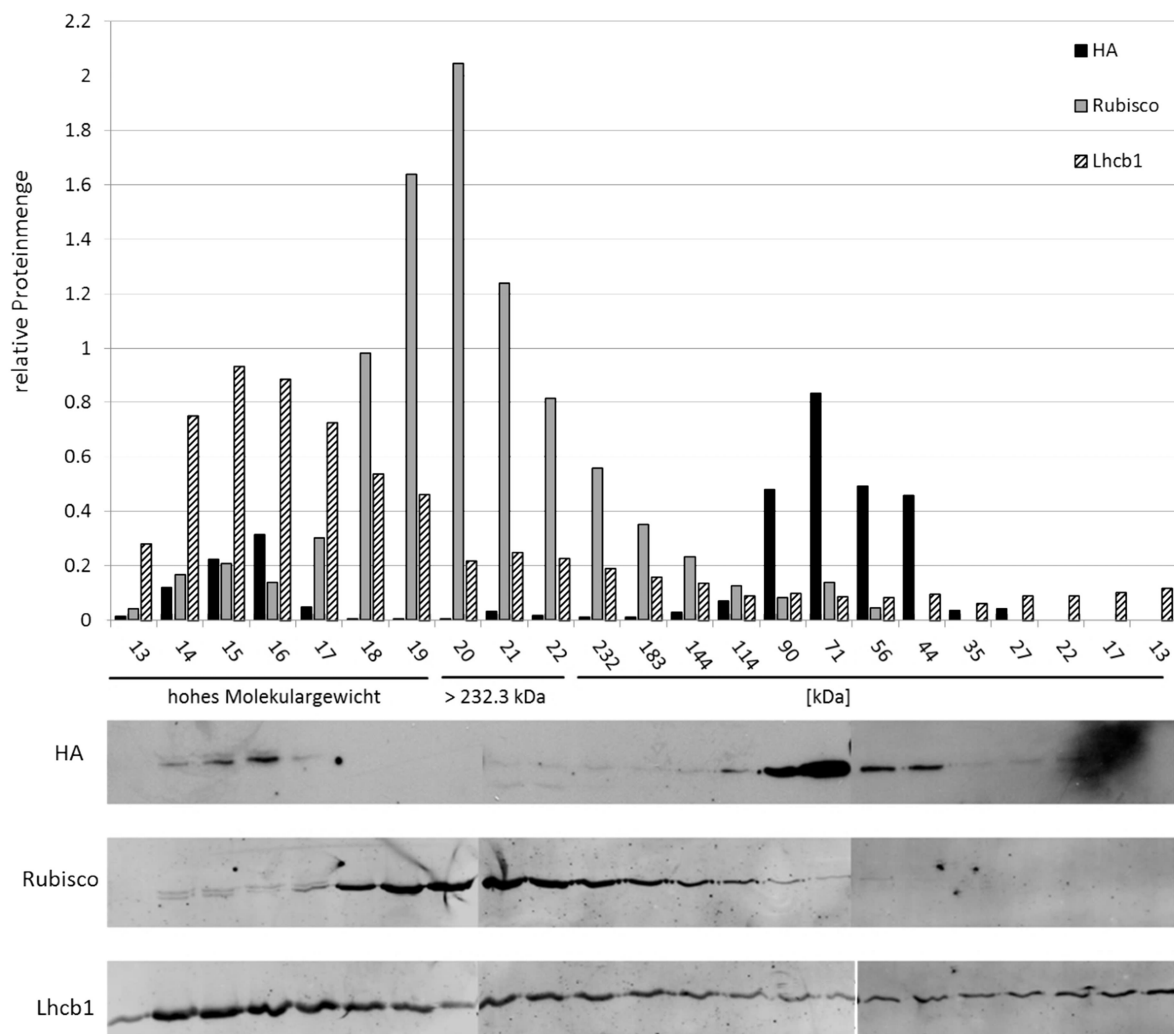 2.2
2
1.8
1.6
1.4
1.2
1
0.8
0.6
0.4
0.2
0
relative Proteinmenge
HA
Rubisco
Lhcb1
13 14 15 16 17 18 19 20 21 22 232 183 144 114 90 71 56 44 35 27 22 17 13
hohes Molekulargewicht > 232.3 kDa [kDa]
HA
Rubisco
Lhcb1